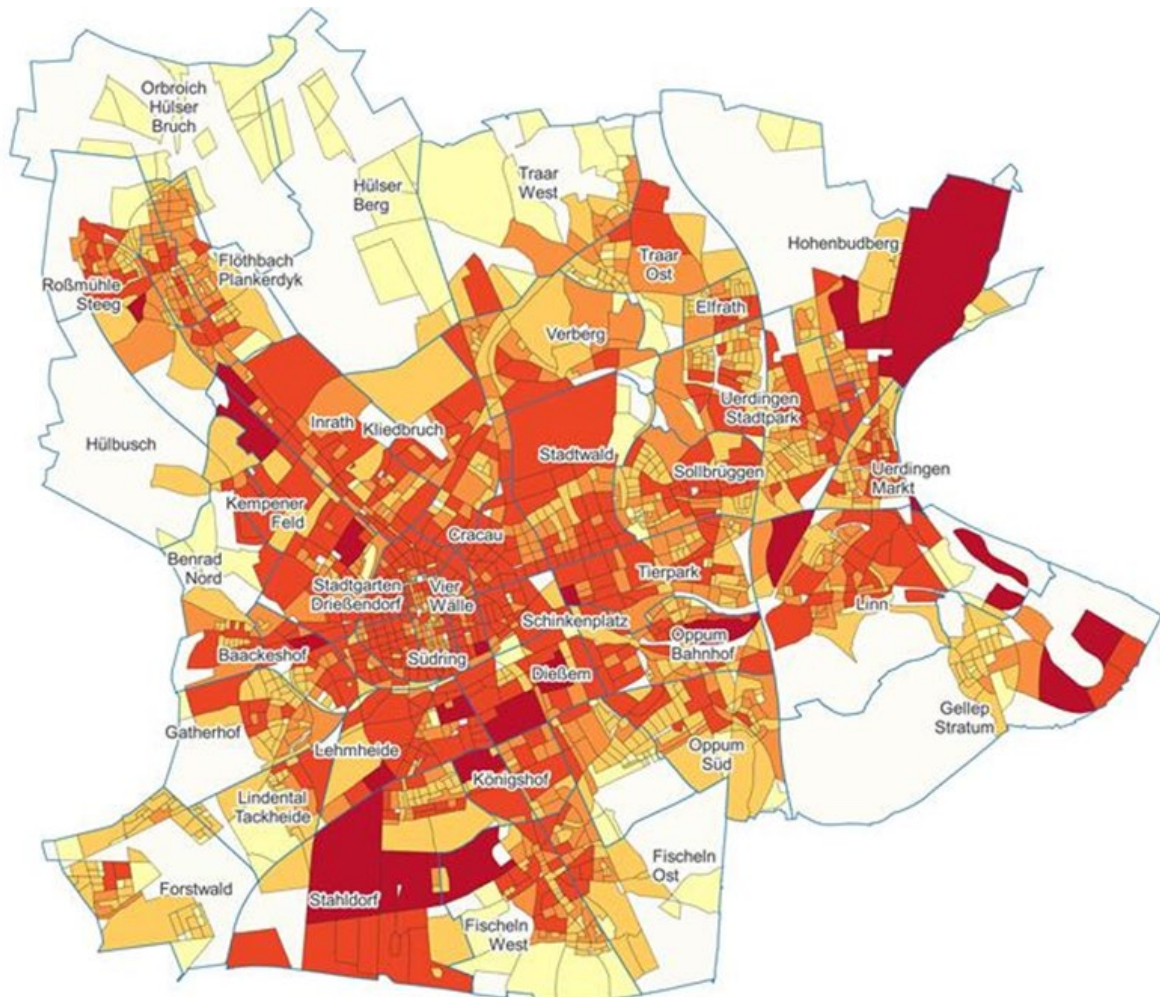 Orbroich
Hülser
Bruch
Hülser
Berg
Traar
West
Traar
Ost
Hohenbudberg
Flöthbach
Plankerdyk
Roßmühle
Steeg
Elfrath
Verberg
Uerdingen
Stadtpark
Inrath
Kliedbruch
Hülbusch
Stadtwald
Sollbrüggen
Uerdingen
Markt
Kempener
Feld
Cracau
Benrad
Nord
Stadtgarten
Drießendorf
Vier
Wälle
Tierpark
Linn
Schinkenplatz
Oppum
Bahnhof
Baackeshof
Südring
Dießem
Gellep
Stratum
Gatherhof
Lehmheide
Oppum
Süd
Königshof
Lindental
Tackheide
Fischeln
Ost
Forstwald
Stahldorf
Fischeln
West